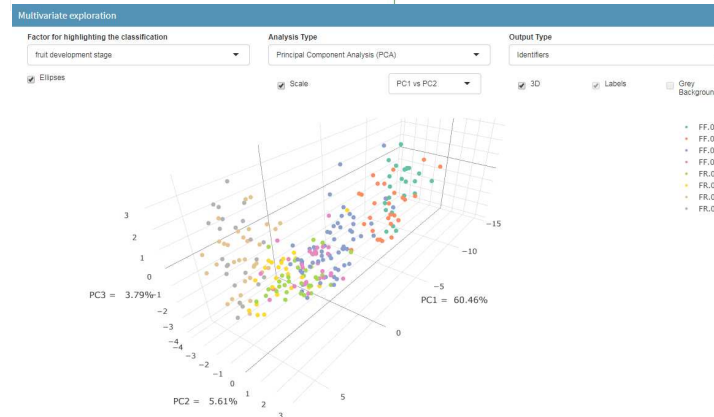 Multivariate exploration
Factor for highlighting the classification
Analysis Type
Output Type
fruit development stage
Principal Component Analysis (PCA)
Identifiers
Ellipses
Scale
PC1 vs PC2
3D
Labels
Grey
Backgroun
FF.0
FF.0
FF.0
FF.0
FR.0
FR.0
FR.0
FR.0
3
2
1
0
−1
−2
−3
−4
PC3 = 3.79%
−4
−3
−2
−1
0
1
2
3
PC2 = 5.61%
−15
−10
−5
0
5
PC1 = 60.46%